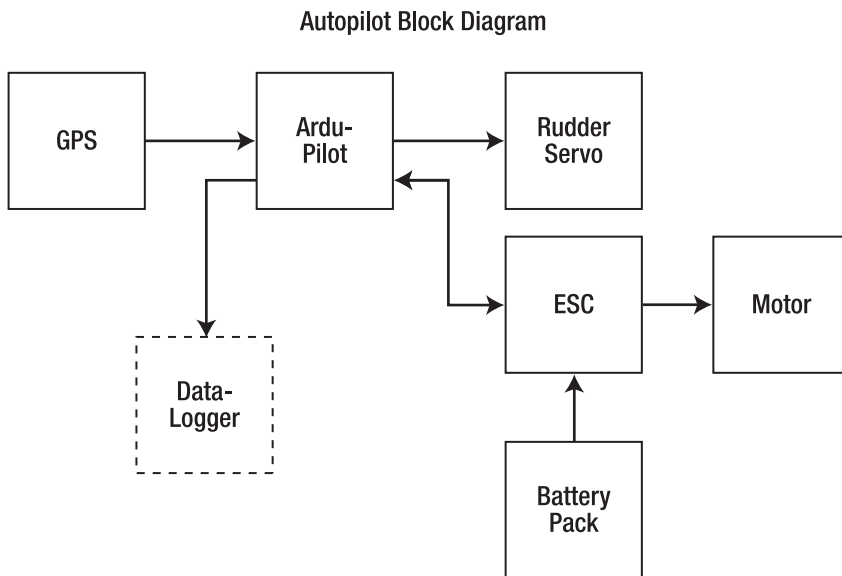 Autopilot Block Diagram
GPS
Ardu-
Pilot
Rudder
Servo
ESC
Motor
Data-
Logger
Battery
Pack